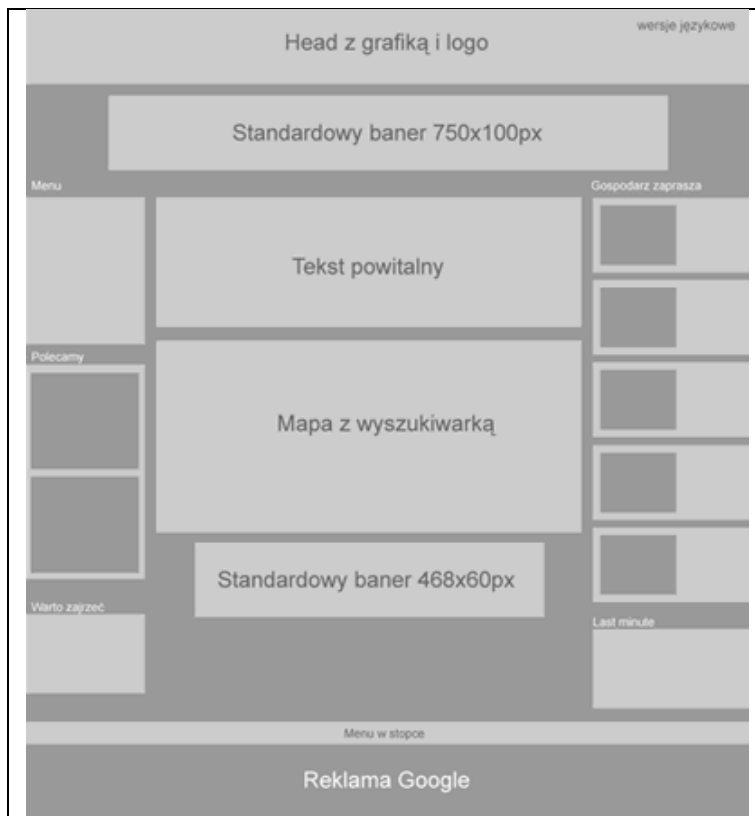 wersje językowe
Head z grafiką i logo
Standardowy baner 750x100px
Menu
Gospodarz zaprasza
Tekst powitalny
Polecamy
Mapa z wyszukiwarką
Standardowy baner 468x60px
Warto zajrzeć
Last minute
Menu w stopce
Reklama Google